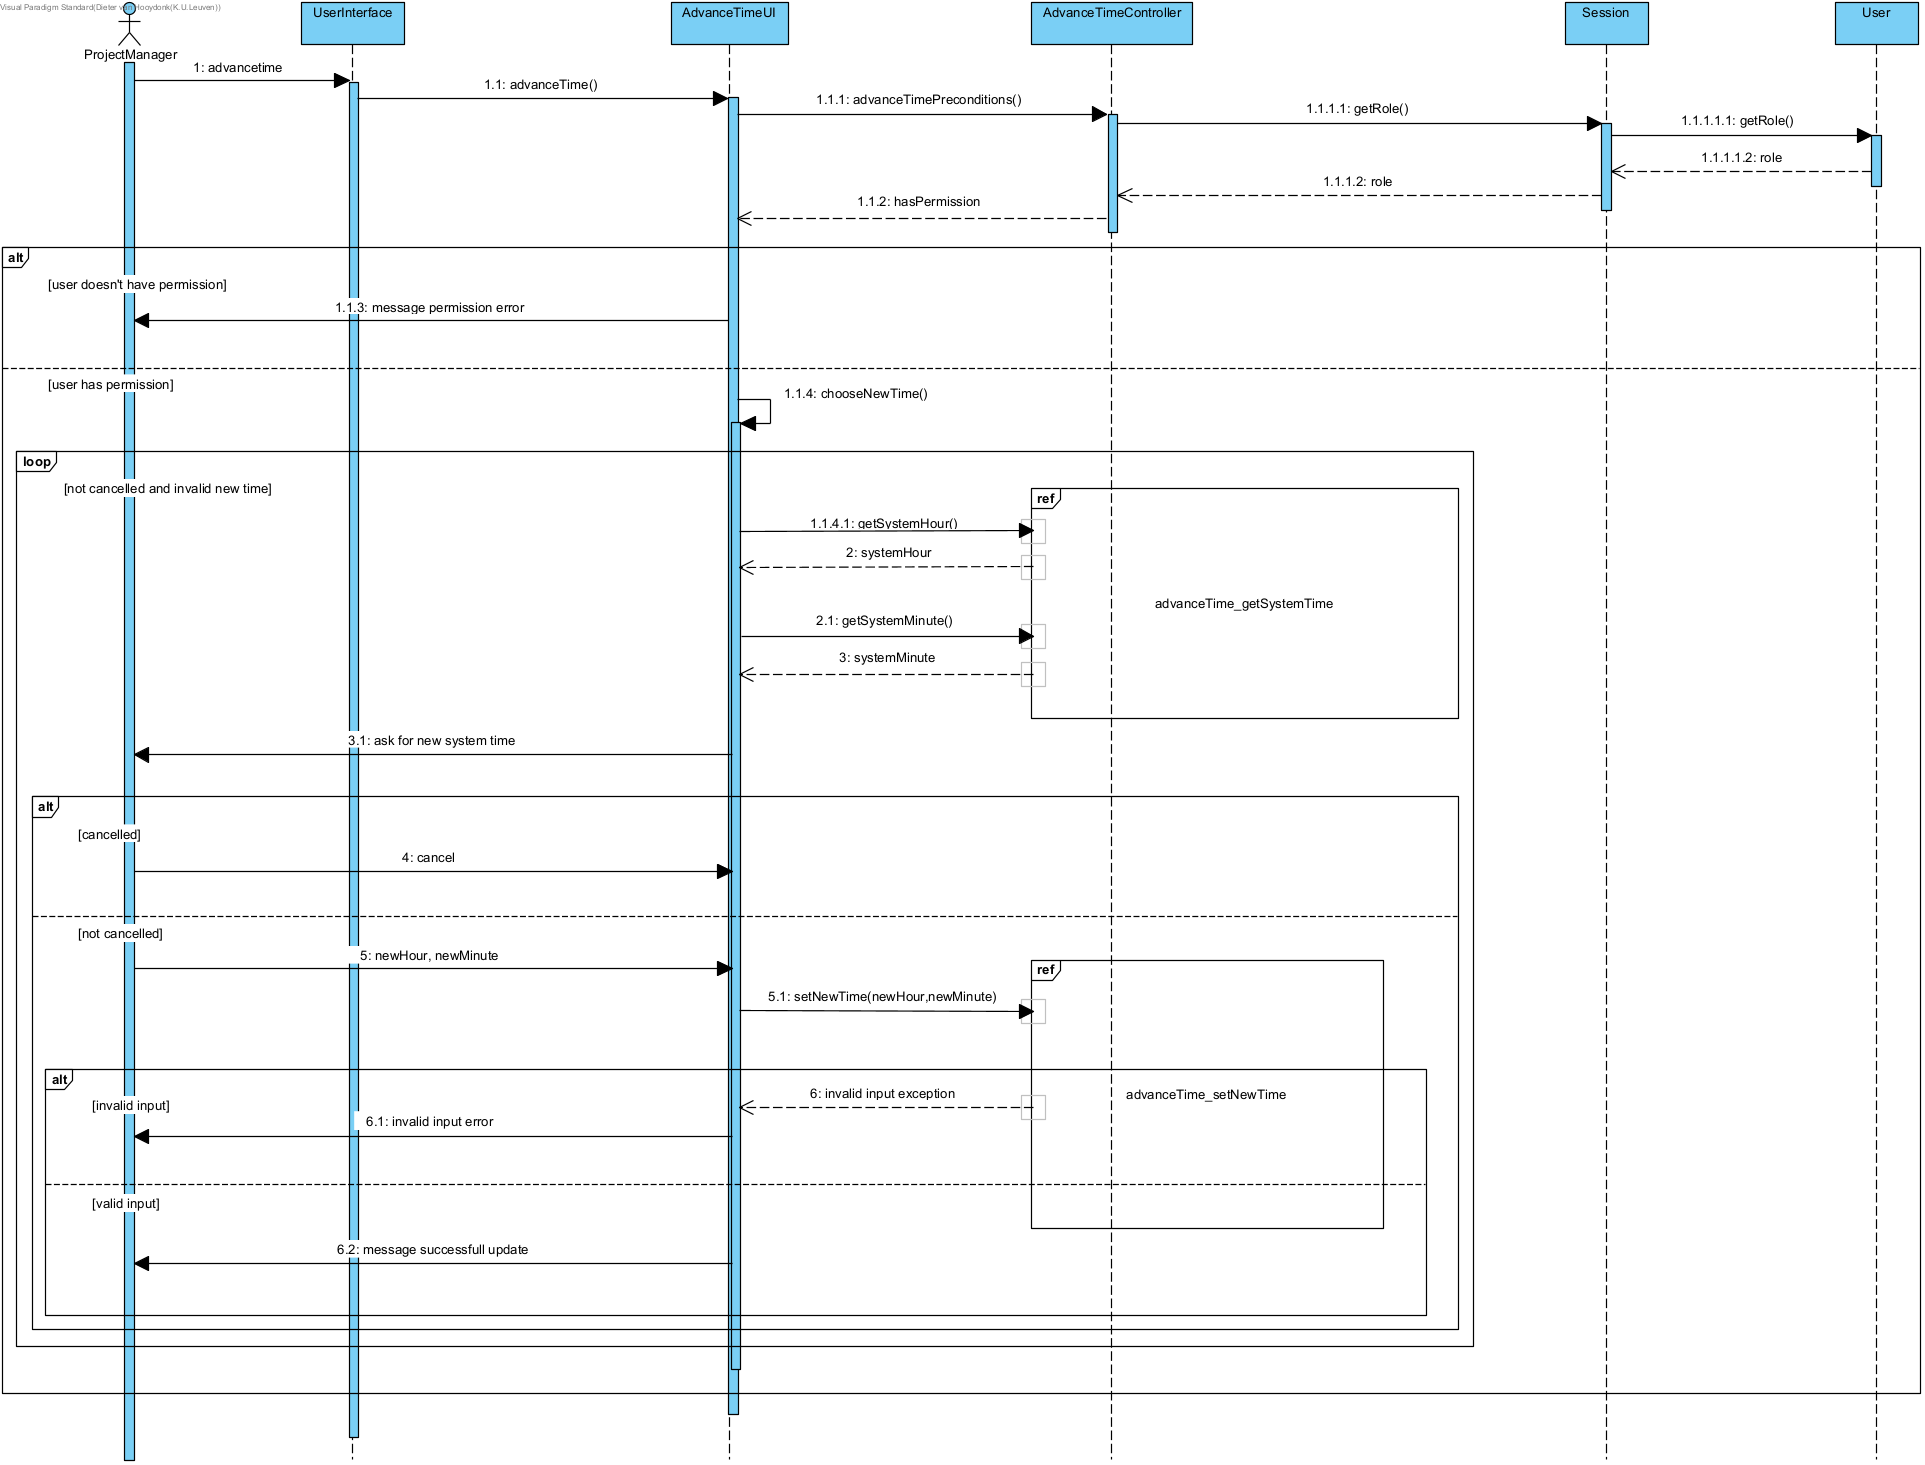 Visual Paradigm Standard(Dieter van Hooydonk(K.U.Leuven))
UserInterface
AdvanceTimeUI
AdvanceTimeController
Session
User
ProjectManager
1: advancetime
1.1: advanceTime()
1.1.1: advanceTimePreconditions()
1.1.1.1: getRole()
1.1.1.1.1: getRole()
1.1.1.1.2: role
1.1.1.2: role
1.1.2: hasPermission
alt
[user doesn't have permission]
1.1.3: message permission error
[user has permission]
1.1.4: chooseNewTime()
loop
[not cancelled and invalid new time]
ref
1.1.4.1: getSystemHour()
2: systemHour
advanceTime_getSystemTime
2.1: getSystemMinute()
3: systemMinute
3.1: ask for new system time
alt
[cancelled]
4: cancel
[not cancelled]
5: newHour, newMinute
ref
5.1: setNewTime(newHour,newMinute)
alt
6: invalid input exception
advanceTime_setNewTime
[invalid input]
6.1: invalid input error
[valid input]
6.2: message successfull update